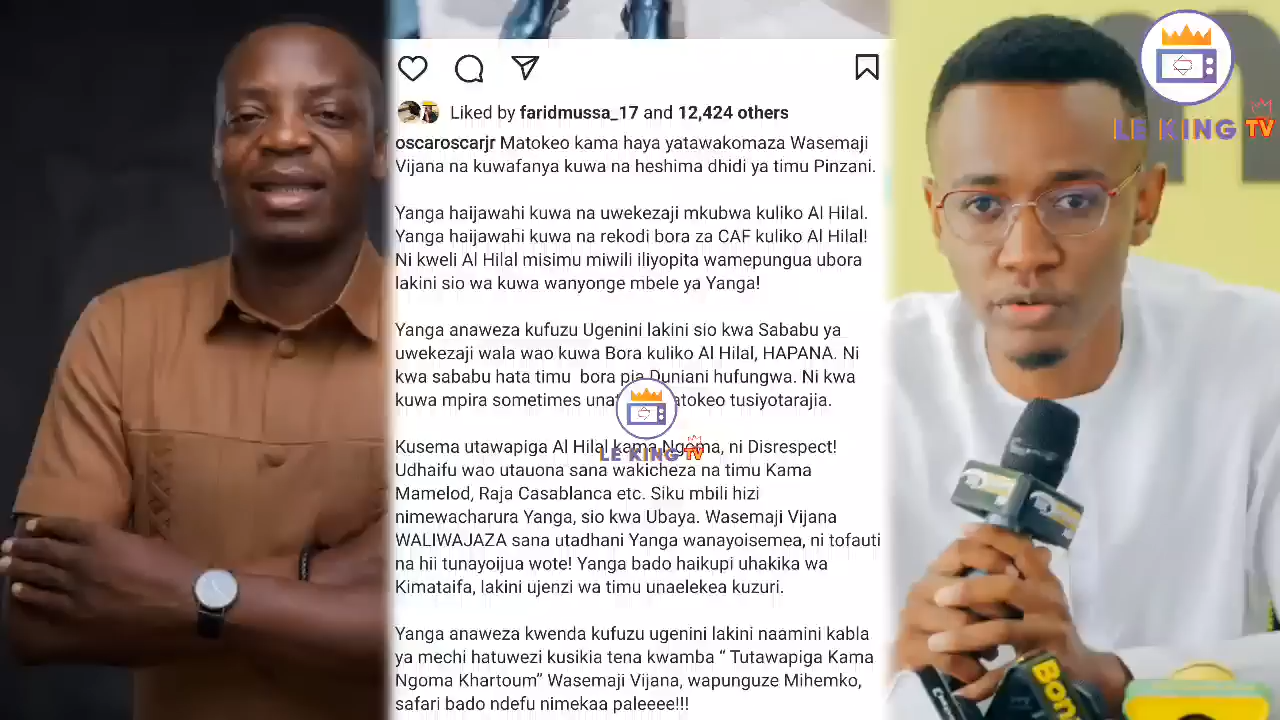 Liked by faridmussa_17 and 12,424 others
oscaroscarjr Matokeo kama haya yatawakomaza Wasemaji
Vijana na kuwafanya kuwa na heshima dhidi ya timu Pinzani.
Yanga haijawahi kuwa na uwekezaji mkubwa kuliko Al Hilal.
Yanga haijawahi kuwa na rekodi bora za CAF kuliko Al Hilal!
Ni kweli Al Hilal misimu miwili iliyopita wamepungua ubora
lakini sio wa kuwa wanyonge mbele ya Yanga!
Yanga anaweza kufuzu Ugenini lakini sio kwa Sababu ya
uwekezaji wala wao kuwa Bora kuliko Al Hilal, HAPANA. Ni
kwa sababu hata timu bora pia Duniani hufungwa. Ni kwa
kuwa mpira sometimes tusiyotarajia.
Kusema utawapiga Al Hilal kama Ngoma, ni Disrespect!
Udhaifu wao utauona sana wakicheza na timu Kama
Mamelod, Raja Casablanca etc. Siku mbili hizi
nimewacharura Yanga, sio kwa Ubaya. Wasemaji Vijana
WALIWAJAZA sana utadhani Yanga wanayoisemea, ni tofauti
na hii tunayoijua wote! Yanga bado haikupi uhakika wa
Kimataifa, lakini ujenzi wa timu unaelekea kuzuri.
Yanga anaweza kwenda kufuzu ugenini lakini naamini kabla
ya mechi hatuwezi kusikia tena kwamba “ Tutawapiga Kama
Ngoma Khartoum” Wasemaji Vijana, wapunguze Mihemko,
safari bado ndefu nimekaa paleeee!!!
LE KING TV
LE KING TV
Bon